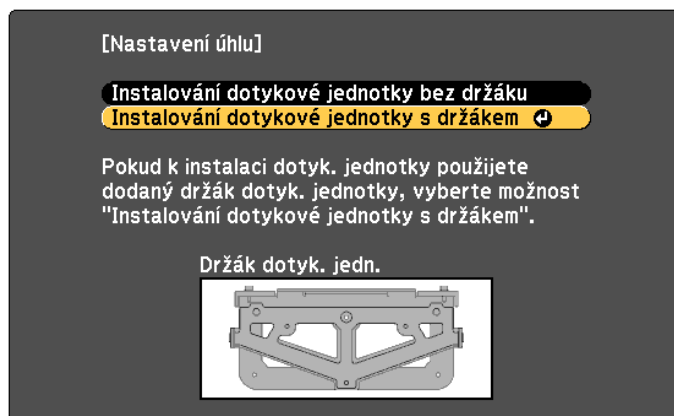 [Nastavení úhlu]
Instalování dotykové jednotky bez držáku
Instalování dotykové jednotky s držákem
Pokud k instalaci dotyk. jednotky použijete
dodaný držák dotyk. jednotky, vyberte možnost
"Instalování dotykové jednotky s držákem".
Držák dotyk. jedn.